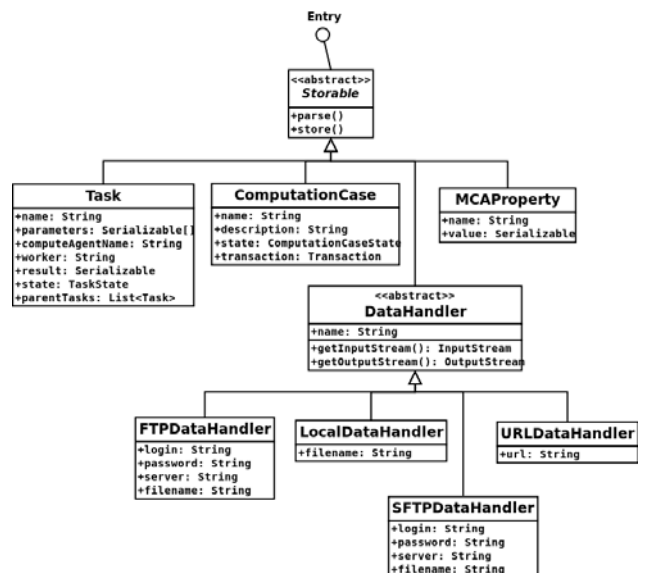 Entry
<<abstract>>
Storable
+parse()
+store()
Task
+name: String
+parameters: Serializable[]
+computeAgentName: String
+worker: String
+result: Serializable
+state: TaskState
+parentTasks: List<Task>
ComputationCase
+name: String
+description: String
+state: ComputationCaseState
+transaction: Transaction
MCAProperty
+name: String
+value: Serializable
<<abstract>>
DataHandler
+name: String
+getInputStream(): InputStream
+getOutputStream(): OutputStream
FTPDataHandler
+login: String
+password: String
+server: String
+filename: String
LocalDataHandler
+filename: String
URLDataHandler
+url: String
SFTPDataHandler
+login: String
+password: String
+server: String
+filename: String